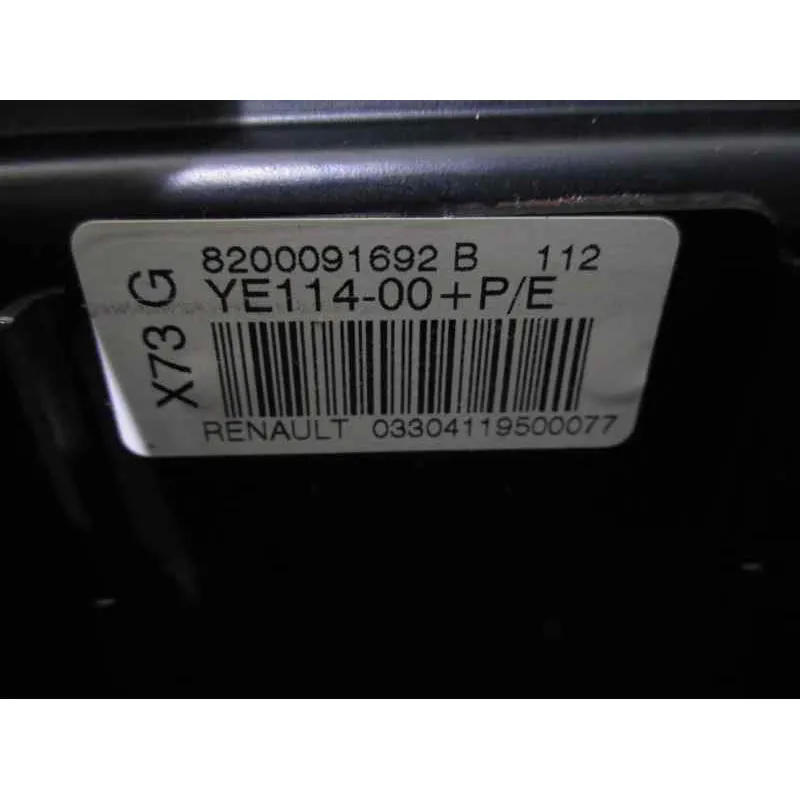 X73 G
8200091692 B 112
YE114-00+P/E
RENAULT 03304119500077